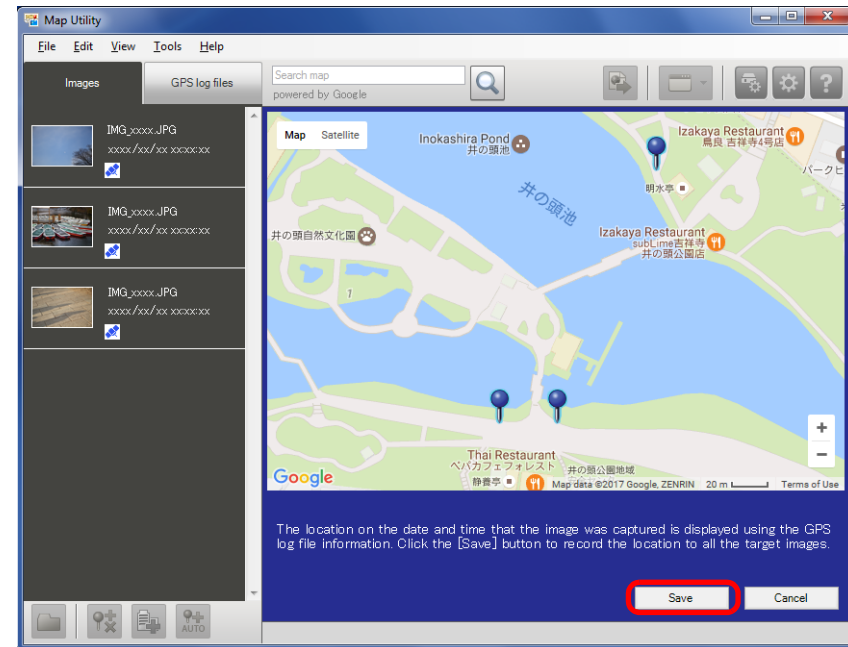 Map Utility
File Edit View Tools Help
Images
GPS log files
Search map
powered by Google
?
IMG_xxxx.JPG
xxxx/xx/xx xx:xx:xx
IMG_xxxx.JPG
xxxx/xx/xx xx:xx:xx
IMG_xxxx.JPG
xxxx/xx/xx xx:xx:xx
Map Satellite
Inokashira Pond
井の頭池
Izakaya Restaurant
鳥良 吉祥寺4号店
パークヒ
明水亭
井の頭池
井の頭自然文化園
Izakaya Restaurant
subLime吉祥寺
井の頭公園店
1
+
−
Thai Restaurant
ペパカフェフォレスト
井の頭公園地域
静養亭
Google
Map data ©2017 Google, ZENRIN 20 m Terms of Use
The location on the date and time that the image was captured is displayed using the GPS
log file information. Click the [Save] button to record the location to all the target images.
Save
Cancel
AUTO